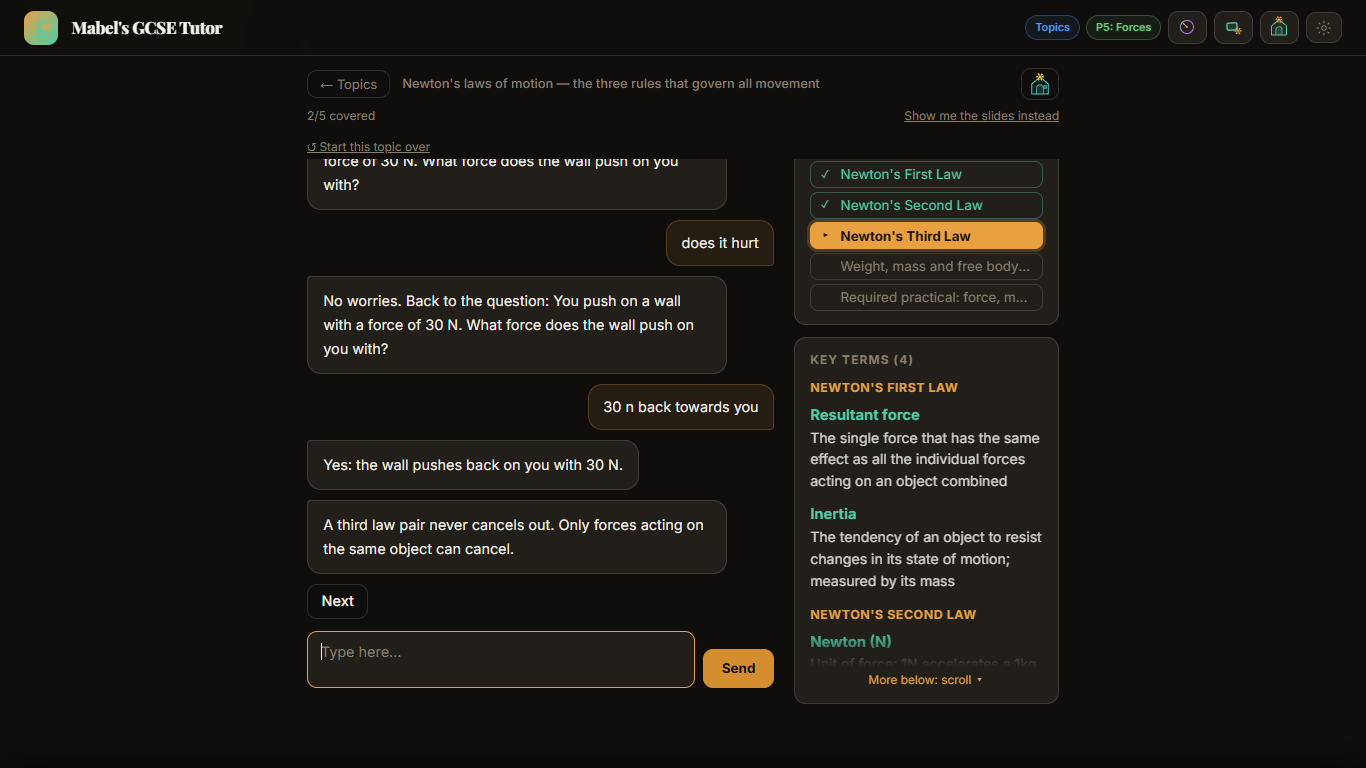 Mabel's GCSE Tutor
Topics
P5: Forces
← Topics
Newton's laws of motion — the three rules that govern all movement
2/5 covered
Show me the slides instead
↺ Start this topic over
force of 30 N. What force does the wall push on you
with?
does it hurt
No worries. Back to the question: You push on a wall
with a force of 30 N. What force does the wall push on
you with?
30 n back towards you
Yes: the wall pushes back on you with 30 N.
A third law pair never cancels out. Only forces acting on
the same object can cancel.
Next
Type here...
Send
✓ Newton's First Law
✓ Newton's Second Law
▸ Newton's Third Law
Weight, mass and free body...
Required practical: force, m...
KEY TERMS (4)
NEWTON'S FIRST LAW
Resultant force
The single force that has the same
effect as all the individual forces
acting on an object combined
Inertia
The tendency of an object to resist
changes in its state of motion;
measured by its mass
NEWTON'S SECOND LAW
Newton (N)
Unit of force: 1N accelerates a 1kg
More below: scroll ▾